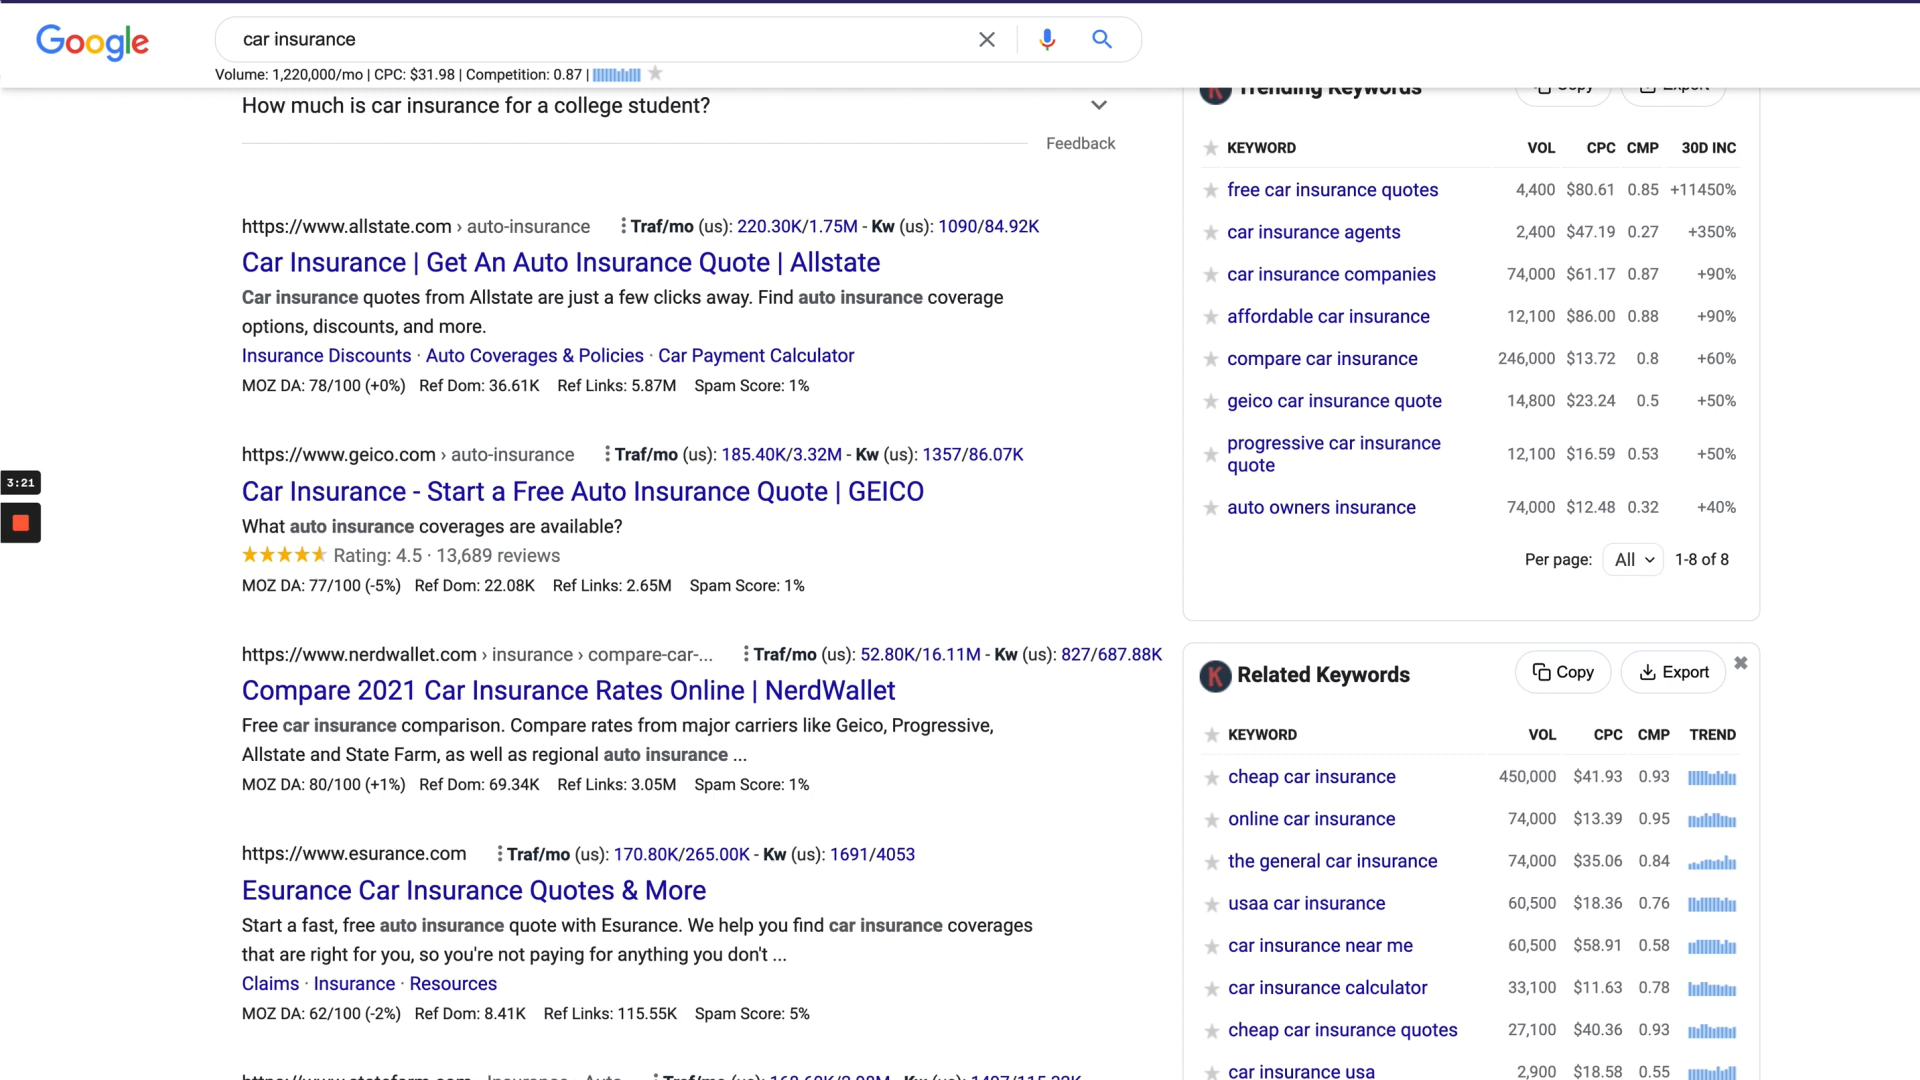 Google
car insurance
Volume: 1,220,000/mo | CPC: $31.98 | Competition: 0.87 |
How much is car insurance for a college student?
Feedback
https://www.allstate.com › auto-insurance Traf/mo (us): 220.30K/1.75M - Kw (us): 1090/84.92K
Car Insurance | Get An Auto Insurance Quote | Allstate
Car insurance quotes from Allstate are just a few clicks away. Find auto insurance coverage
options, discounts, and more.
Insurance Discounts · Auto Coverages & Policies · Car Payment Calculator
MOZ DA: 78/100 (+0%) Ref Dom: 36.61K Ref Links: 5.87M Spam Score: 1%
https://www.geico.com › auto-insurance Traf/mo (us): 185.40K/3.32M - Kw (us): 1357/86.07K
Car Insurance - Start a Free Auto Insurance Quote | GEICO
What auto insurance coverages are available?
Rating: 4.5 · 13,689 reviews
MOZ DA: 77/100 (-5%) Ref Dom: 22.08K Ref Links: 2.65M Spam Score: 1%
https://www.nerdwallet.com › insurance › compare-car-... Traf/mo (us): 52.80K/16.11M - Kw (us): 827/687.88K
Compare 2021 Car Insurance Rates Online | NerdWallet
Free car insurance comparison. Compare rates from major carriers like Geico, Progressive,
Allstate and State Farm, as well as regional auto insurance ...
MOZ DA: 80/100 (+1%) Ref Dom: 69.34K Ref Links: 3.05M Spam Score: 1%
https://www.esurance.com Traf/mo (us): 170.80K/265.00K - Kw (us): 1691/4053
Esurance Car Insurance Quotes & More
Start a fast, free auto insurance quote with Esurance. We help you find car insurance coverages
that are right for you, so you're not paying for anything you don't ...
Claims · Insurance · Resources
MOZ DA: 62/100 (-2%) Ref Dom: 8.41K Ref Links: 115.55K Spam Score: 5%
3:21
Trending Keywords Copy Export
KEYWORD VOL CPC CMP 30D INC
free car insurance quotes 4,400 $80.61 0.85 +11450%
car insurance agents 2,400 $47.19 0.27 +350%
car insurance companies 74,000 $61.17 0.87 +90%
affordable car insurance 12,100 $86.00 0.88 +90%
compare car insurance 246,000 $13.72 0.8 +60%
geico car insurance quote 14,800 $23.24 0.5 +50%
progressive car insurance
quote 12,100 $16.59 0.53 +50%
auto owners insurance 74,000 $12.48 0.32 +40%
Per page: All 1-8 of 8
K Related Keywords Copy Export
KEYWORD VOL CPC CMP TREND
cheap car insurance 450,000 $41.93 0.93
online car insurance 74,000 $13.39 0.95
the general car insurance 74,000 $35.06 0.84
usaa car insurance 60,500 $18.36 0.76
car insurance near me 60,500 $58.91 0.58
car insurance calculator 33,100 $11.63 0.78
cheap car insurance quotes 27,100 $40.36 0.93
car insurance usa 2,900 $18.58 0.55